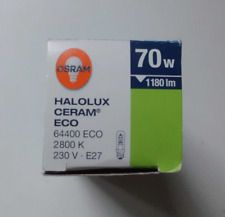 OSRAM
70w
1180 lm
HALOLUX
CERAM®
ECO
64400 ECO
2800 K
230 V · E27